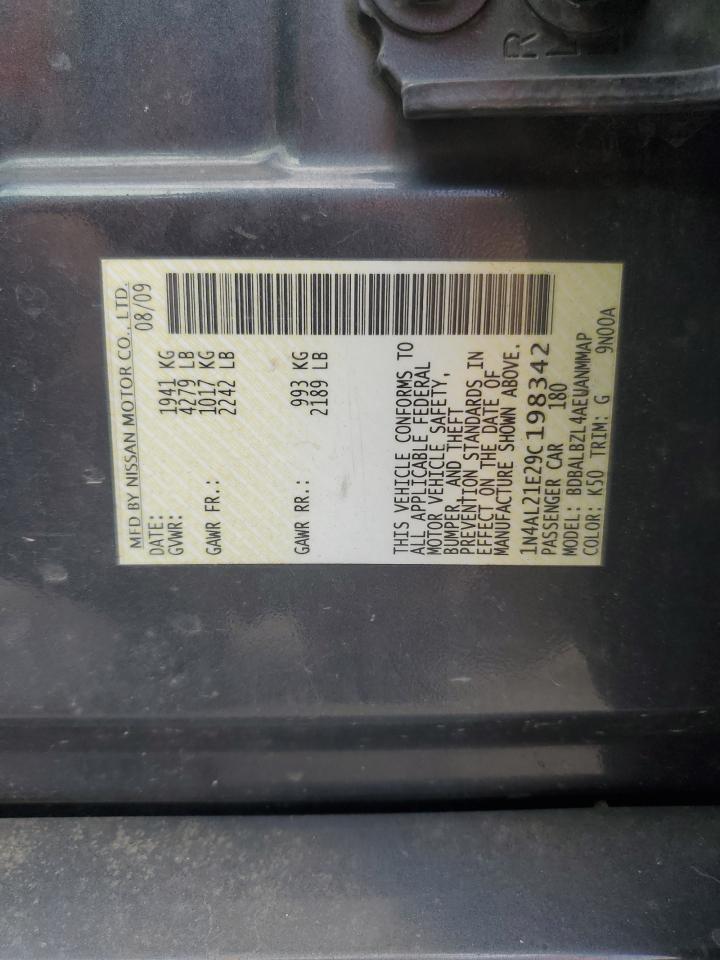 MFD BY NISSAN MOTOR CO., LTD.
DATE: 08/09
GVWR: 1941 KG
4279 LB
GAWR FR.: 1017 KG
2242 LB
GAWR RR.: 993 KG
2189 LB
THIS VEHICLE CONFORMS TO
ALL APPLICABLE FEDERAL
MOTOR VEHICLE SAFETY,
BUMPER, AND THEFT
PREVENTION STANDARDS IN
EFFECT ON THE DATE OF
MANUFACTURE SHOWN ABOVE.
1N4AL21E29C198342
PASSENGER CAR 180
MODEL: BDBALBZL4AEUANMMAP
COLOR: K50 TRIM: G 9N00A